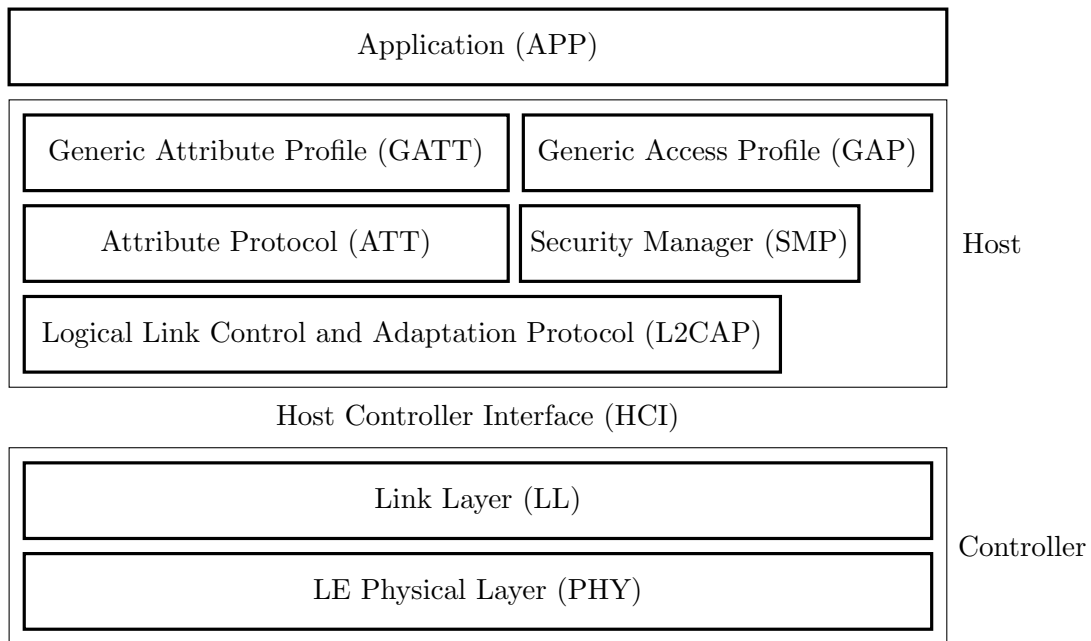 Application (APP)
Generic Attribute Profile (GATT)
Generic Access Profile (GAP)
Attribute Protocol (ATT)
Security Manager (SMP)
Host
Logical Link Control and Adaptation Protocol (L2CAP)
Host Controller Interface (HCI)
Link Layer (LL)
Controller
LE Physical Layer (PHY)